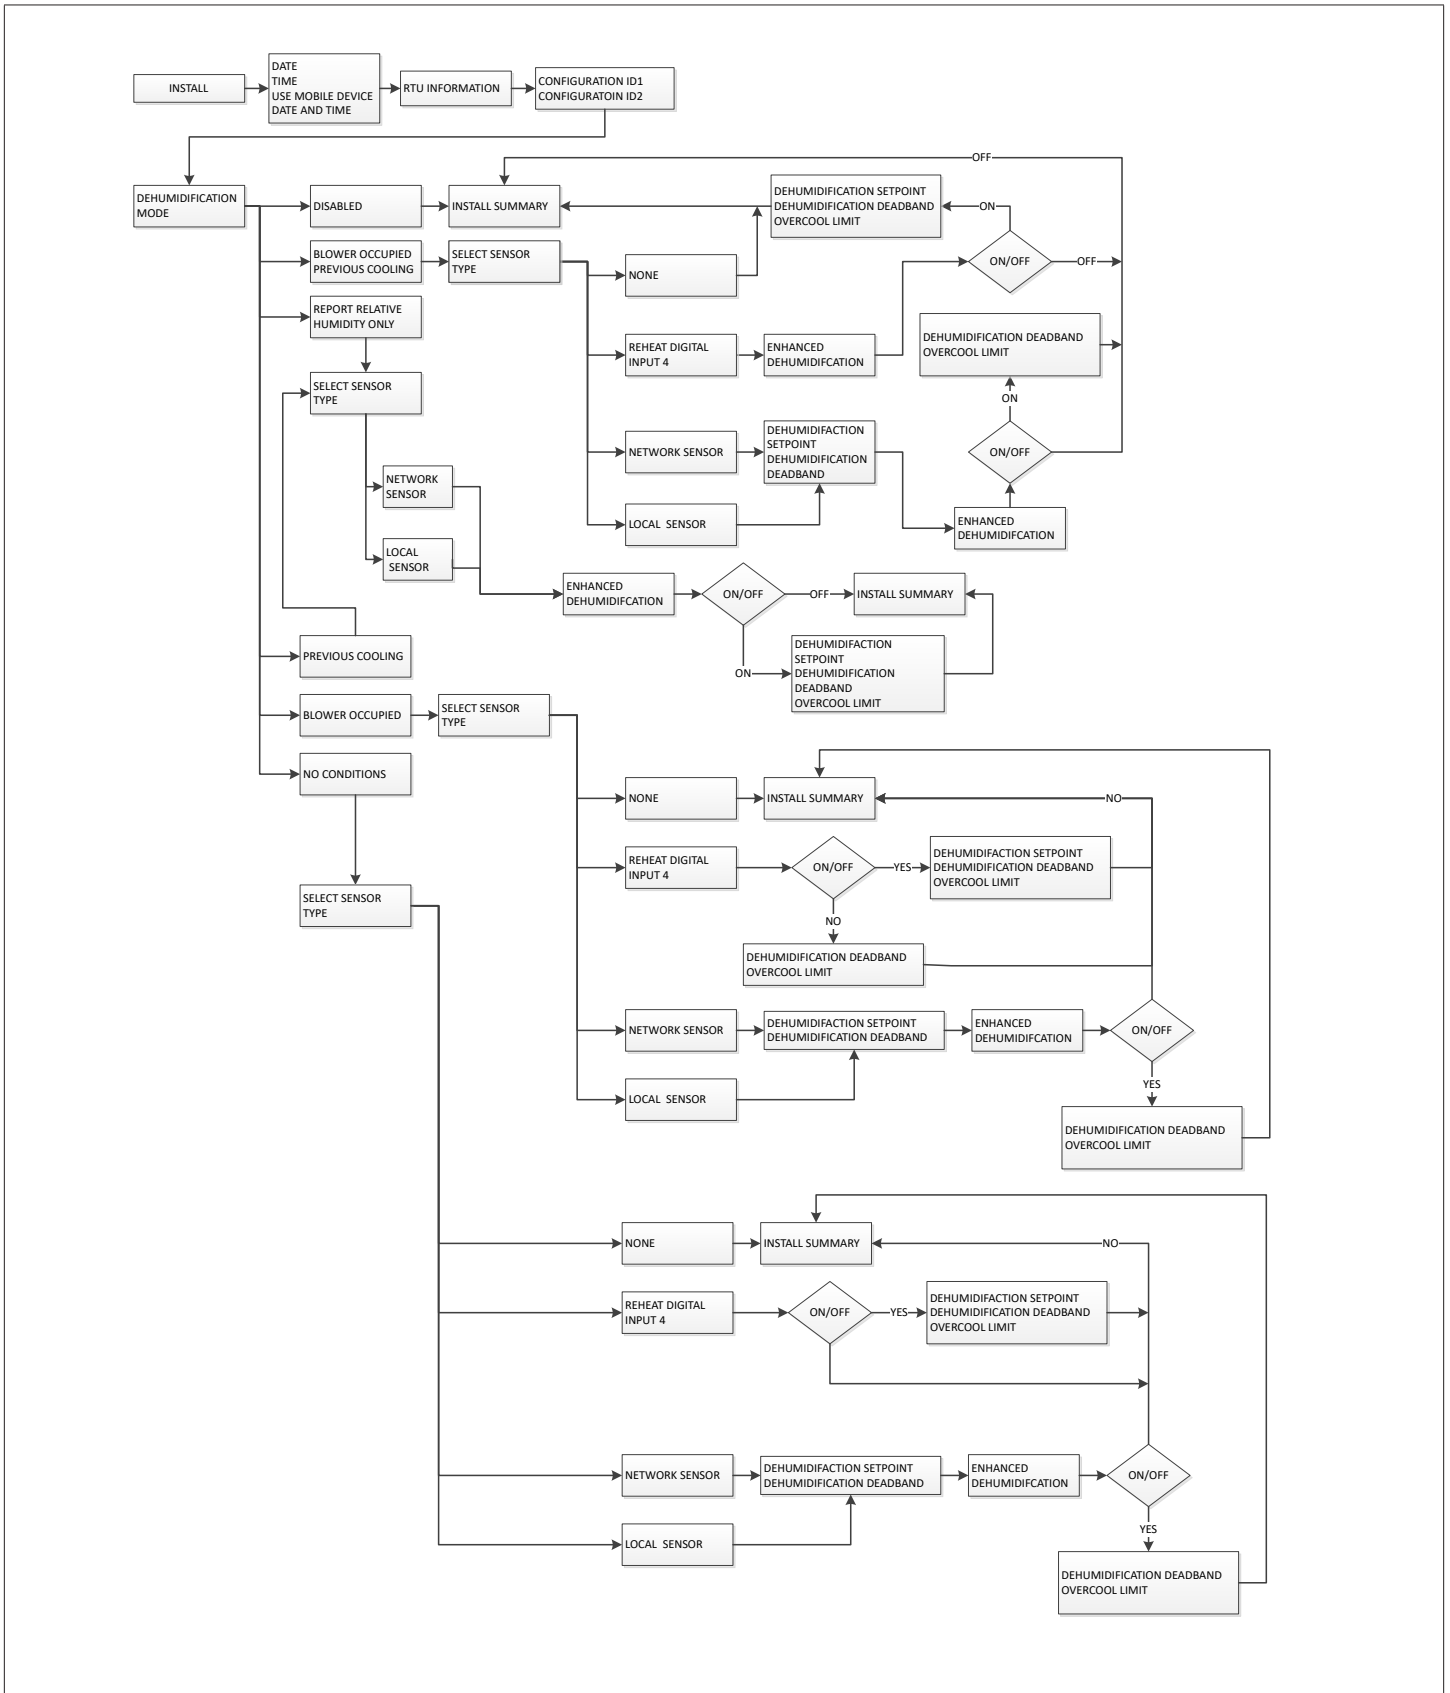 INSTALL
DATE
TIME
USE MOBILE DEVICE
DATE AND TIME
RTU INFORMATION
CONFIGURATION ID1
CONFIGURATOIN ID2
OFF
DEHUMIDIFICATION
MODE
DISABLED
INSTALL SUMMARY
DEHUMIDIFICATION SETPOINT
DEHUMIDIFICATION DEADBAND
OVERCOOL LIMIT
ON
BLOWER OCCUPIED
PREVIOUS COOLING
SELECT SENSOR
TYPE
NONE
ON/OFF
OFF
REPORT RELATIVE
HUMIDITY ONLY
REHEAT DIGITAL
INPUT 4
ENHANCED
DEHUMIDIFCATION
DEHUMIDIFICATION DEADBAND
OVERCOOL LIMIT
SELECT SENSOR
TYPE
ON
NETWORK SENSOR
DEHUMIDIFACTION
SETPOINT
DEHUMIDIFICATION
DEADBAND
ON/OFF
NETWORK
SENSOR
LOCAL  SENSOR
ENHANCED
DEHUMIDIFCATION
LOCAL
SENSOR
ENHANCED
DEHUMIDIFCATION
ON/OFF
OFF
INSTALL SUMMARY
PREVIOUS COOLING
ON
DEHUMIDIFACTION
SETPOINT
DEHUMIDIFICATION
DEADBAND
OVERCOOL LIMIT
BLOWER OCCUPIED
SELECT SENSOR
TYPE
NO CONDITIONS
NONE
INSTALL SUMMARY
NO
REHEAT DIGITAL
INPUT 4
ON/OFF
YES
DEHUMIDIFACTION SETPOINT
DEHUMIDIFICATION DEADBAND
OVERCOOL LIMIT
SELECT SENSOR
TYPE
NO
DEHUMIDIFICATION DEADBAND
OVERCOOL LIMIT
NETWORK SENSOR
DEHUMIDIFACTION SETPOINT
DEHUMIDIFICATION DEADBAND
ENHANCED
DEHUMIDIFCATION
ON/OFF
YES
LOCAL  SENSOR
DEHUMIDIFICATION DEADBAND
OVERCOOL LIMIT
NONE
INSTALL SUMMARY
NO
REHEAT DIGITAL
INPUT 4
ON/OFF
YES
DEHUMIDIFACTION SETPOINT
DEHUMIDIFICATION DEADBAND
OVERCOOL LIMIT
NETWORK SENSOR
DEHUMIDIFACTION SETPOINT
DEHUMIDIFICATION DEADBAND
ENHANCED
DEHUMIDIFCATION
ON/OFF
YES
LOCAL  SENSOR
DEHUMIDIFICATION DEADBAND
OVERCOOL LIMIT